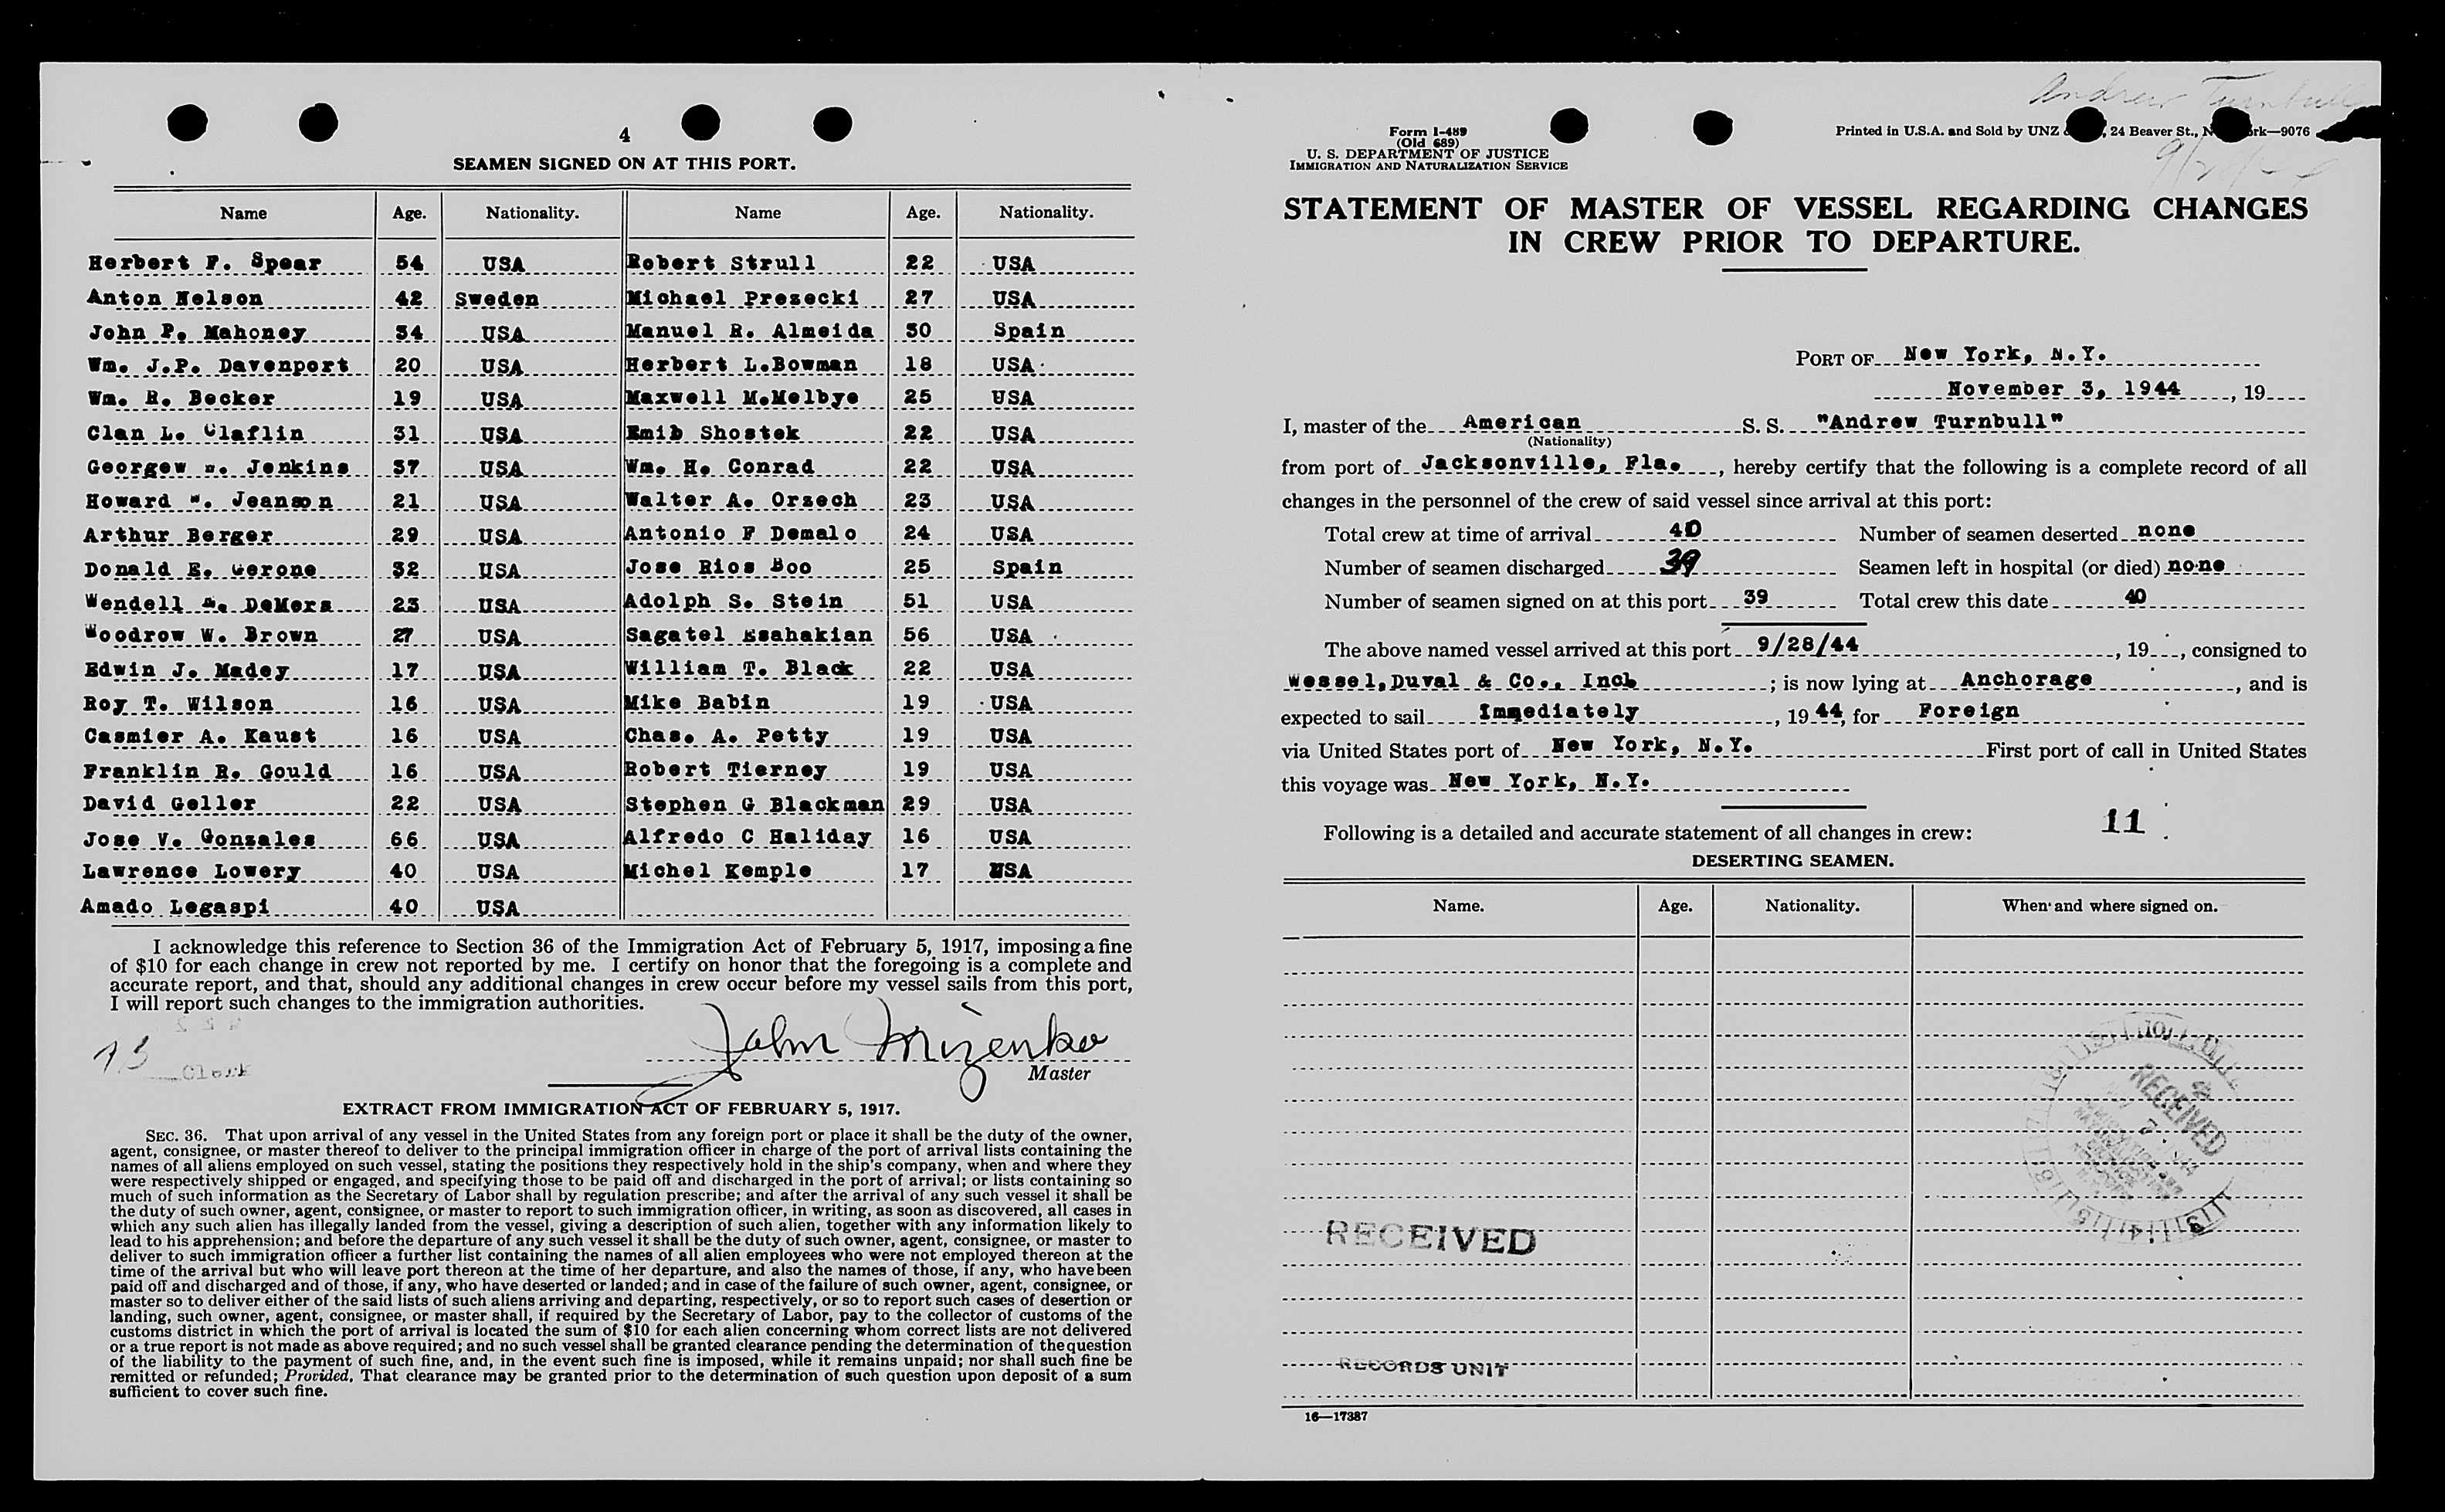 4
SEAMEN SIGNED ON AT THIS PORT.
Name Age. Nationality. Name Age. Nationality.
Herbert F. Spear 54 USA Robert Strull 22 USA
Anton Nelson 42 Sweden Michael Prezecki 27 USA
John P. Mahoney 34 USA Manuel R. Almeida 30 Spain
Wm. J.P. Davenport 20 USA Herbert L.Bowman 18 USA
Wm. R. Becker 19 USA Maxwell M.Melbye 25 USA
Clan L. Claflin 31 USA Emib Shostek 22 USA
Georgew Jenkins 37 USA Wm. H. Conrad 22 USA
Howard Jeanson 21 USA Walter A. Orzech 23 USA
Arthur Berger 29 USA Antonio F Demalo 24 USA
Donald E. Gerone 32 USA Jose Rios Boo 25 Spain
Wendell A. DeMers 23 USA Adolph S. Stein 51 USA
Woodrow W. Brown 27 USA Sagatel Esahakian 56 USA
Edwin J. Madey 17 USA William T. Black 22 USA
Roy T. Wilson 16 USA Mike Babin 19 USA
Casmier A. Kaust 16 USA Chas. A. Petty 19 USA
Franklin R. Gould 16 USA Robert Tierney 19 USA
David Geller 22 USA Stephen G Blackman 29 USA
Jose V. Gonzales 66 USA Alfredo C Haliday 16 USA
Lawrence Lowery 40 USA Michel Kemple 17 USA
Amado Legaspi 40 USA
I acknowledge this reference to Section 36 of the Immigration Act of February 5, 1917, imposing a fine
of $10 for each change in crew not reported by me. I certify on honor that the foregoing is a complete and
accurate report, and that, should any additional changes in crew occur before my vessel sails from this port,
I will report such changes to the immigration authorities.
John Mizenko
Clerk
Master
EXTRACT FROM IMMIGRATION ACT OF FEBRUARY 5, 1917.
SEC. 36. That upon arrival of any vessel in the United States from any foreign port or place it shall be the duty of the owner,
agent, consignee, or master thereof to deliver to the principal immigration officer in charge of the port of arrival lists containing the
names of all aliens employed on such vessel, stating the positions they respectively hold in the ship's company, when and where they
were respectively shipped or engaged, and specifying those to be paid off and discharged in the port of arrival; or lists containing so
much of such information as the Secretary of Labor shall by regulation prescribe; and after the arrival of any such vessel it shall be
the duty of such owner, agent, consignee, or master to report to such immigration officer, in writing, as soon as discovered, all cases in
which any such alien has illegally landed from the vessel, giving a description of such alien, together with any information likely to
lead to his apprehension; and before the departure of any such vessel it shall be the duty of such owner, agent, consignee, or master to
deliver to such immigration officer a further list containing the names of all alien employees who were not employed thereon at the
time of the arrival but who will leave port thereon at the time of her departure, and also the names of those, if any, who have been
paid off and discharged and of those, if any, who have deserted or landed; and in case of the failure of such owner, agent, consignee, or
master so to deliver either of the said lists of such aliens arriving and departing, respectively, or so to report such cases of desertion or
landing, such owner, agent, consignee, or master shall, if required by the Secretary of Labor, pay to the collector of customs of the
customs district in which the port of arrival is located the sum of $10 for each alien concerning whom correct lists are not delivered
or a true report is not made as above required; and no such vessel shall be granted clearance pending the determination of the question
of the liability to the payment of such fine, and, in the event such fine is imposed, while it remains unpaid; nor shall such fine be
remitted or refunded; Provided, That clearance may be granted prior to the determination of such question upon deposit of a sum
sufficient to cover such fine.
Andrew Turnbull
Form I-489
(Old 689)
U. S. DEPARTMENT OF JUSTICE
IMMIGRATION AND NATURALIZATION SERVICE
Printed in U.S.A. and Sold by UNZ 24 Beaver St., 9076
STATEMENT OF MASTER OF VESSEL REGARDING CHANGES
IN CREW PRIOR TO DEPARTURE.
PORT OF New York, N.Y.
November 3, 1944, 19
I, master of the American S. S. "Andrew Turnbull"
(Nationality)
from port of Jacksonville, Fla., hereby certify that the following is a complete record of all
changes in the personnel of the crew of said vessel since arrival at this port:
Total crew at time of arrival 40 Number of seamen deserted none
Number of seamen discharged 39 Seamen left in hospital (or died) none
Number of seamen signed on at this port 39 Total crew this date 40
The above named vessel arrived at this port 9/28/44, 19, consigned to
Wessel,Duval & Co., Inc.; is now lying at Anchorage, and is
expected to sail Immediately, 19 44, for Foreign
via United States port of New York, N.Y. First port of call in United States
this voyage was New York, N.Y.
Following is a detailed and accurate statement of all changes in crew: 11
DESERTING SEAMEN.
Name. Age. Nationality. When and where signed on.
RECEIVED
RECEIVED
RECORDS UNIT
16—17387